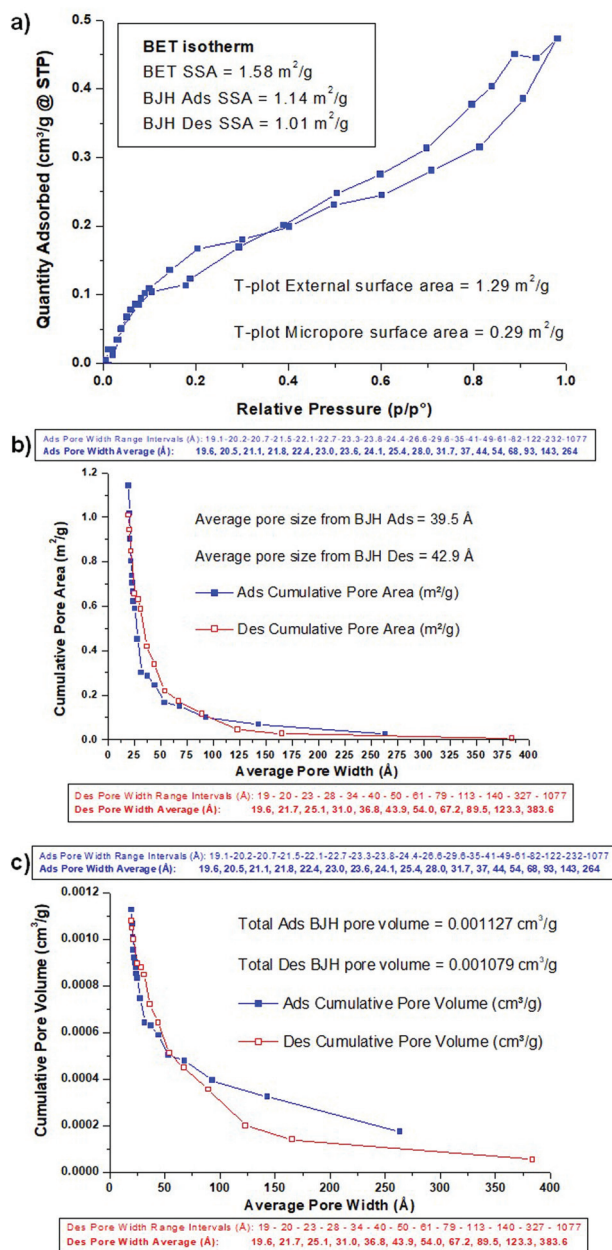 a)
BET isotherm
BET SSA = 1.58 m²/g
BJH Ads SSA = 1.14 m²/g
BJH Des SSA = 1.01 m²/g
T-plot External surface area = 1.29 m²/g
T-plot Micropore surface area = 0.29 m²/g
Quantity Adsorbed (cm³/g @ STP)
0.5
0.4
0.3
0.2
0.1
0.0
0.0 0.2 0.4 0.6 0.8 1.0
Relative Pressure (p/p°)
b)
Ads Pore Width Range Intervals (Å): 19.1-20.2-20.7-21.5-22.1-22.7-23.3-23.8-24.4-26.6-29.6-35-41-49-61-82-122-232-1077
Ads Pore Width Average (Å): 19.6, 20.5, 21.1, 21.8, 22.4, 23.0, 23.6, 24.1, 25.4, 28.0, 31.7, 37, 44, 54, 68, 93, 143, 264
Average pore size from BJH Ads = 39.5 Å
Average pore size from BJH Des = 42.9 Å
Ads Cumulative Pore Area (m²/g)
Des Cumulative Pore Area (m²/g)
Cumulative Pore Area (m²/g)
1.2
1.0
0.8
0.6
0.4
0.2
0.0
0 25 50 75 100 125 150 175 200 225 250 275 300 325 350 375 400
Average Pore Width (Å)
Des Pore Width Range Intervals (Å): 19 - 20 - 23 - 28 - 34 - 40 - 50 - 61 - 79 - 113 - 140 - 327 - 1077
Des Pore Width Average (Å): 19.6, 21.7, 25.1, 31.0, 36.8, 43.9, 54.0, 67.2, 89.5, 123.3, 383.6
c)
Ads Pore Width Range Intervals (Å): 19.1-20.2-20.7-21.5-22.1-22.7-23.3-23.8-24.4-26.6-29.6-35-41-49-61-82-122-232-1077
Ads Pore Width Average (Å): 19.6, 20.5, 21.1, 21.8, 22.4, 23.0, 23.6, 24.1, 25.4, 28.0, 31.7, 37, 44, 54, 68, 93, 143, 264
Total Ads BJH pore volume = 0.001127 cm³/g
Total Des BJH pore volume = 0.001079 cm³/g
Ads Cumulative Pore Volume (cm³/g)
Des Cumulative Pore Volume (cm³/g)
Cumulative Pore Volume (cm³/g)
0.0012
0.0010
0.0008
0.0006
0.0004
0.0002
0.0000
0 50 100 150 200 250 300 350 400
Average Pore Width (Å)
Des Pore Width Range Intervals (Å): 19 - 20 - 23 - 28 - 34 - 40 - 50 - 61 - 79 - 113 - 140 - 327 - 1077
Des Pore Width Average (Å): 19.6, 21.7, 25.1, 31.0, 36.8, 43.9, 54.0, 67.2, 89.5, 123.3, 383.6